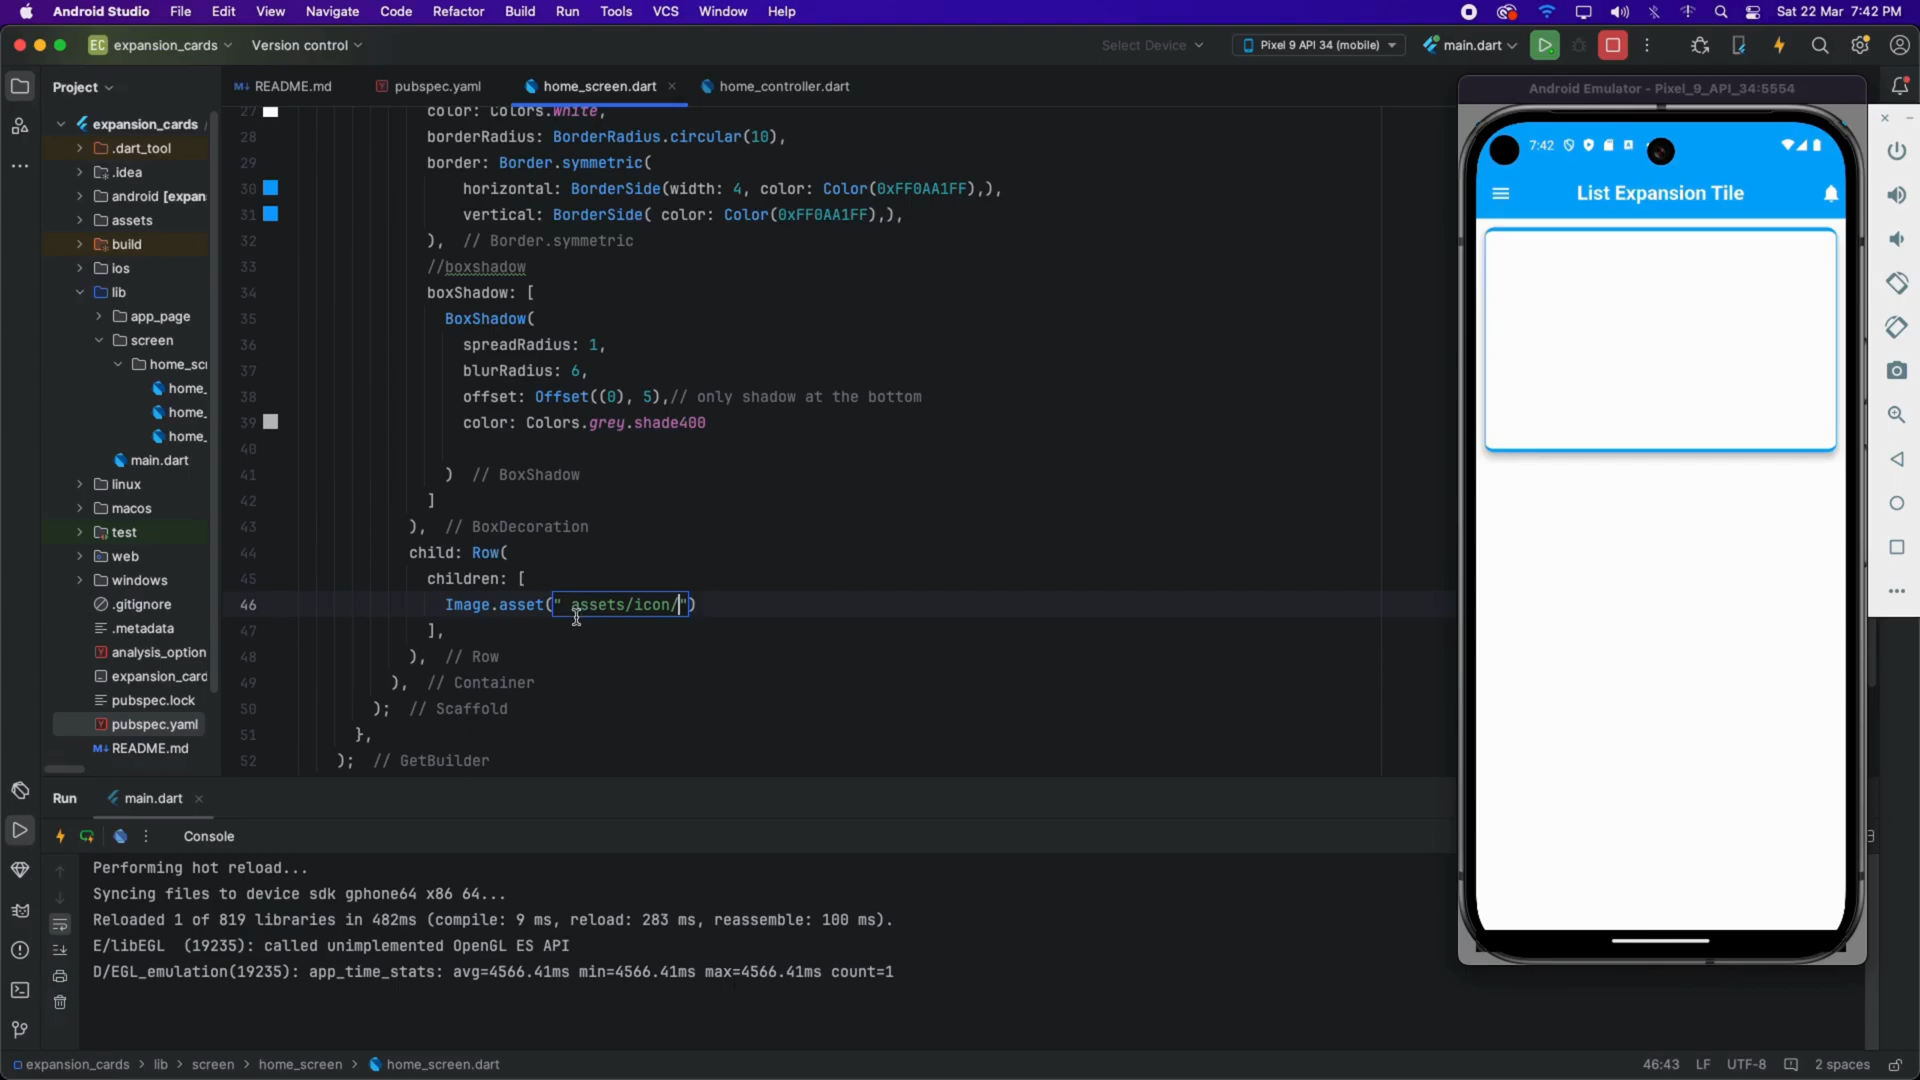 Android Studio File Edit View Navigate Code Refactor Build Run Tools VCS Window Help Sat 22 Mar 7:42 PM
EC expansion_cards Version control Select Device Pixel 9 API 34 (mobile) main.dart
Project README.md pubspec.yaml home_screen.dart home_controller.dart
Android Emulator - Pixel_9_API_34:5554
expansion_cards
.dart_tool
.idea
android [expan
assets
build
ios
lib
app_page
screen
home_scr
home_
home_
home_
main.dart
linux
macos
test
web
windows
.gitignore
.metadata
analysis_option
expansion_card
pubspec.lock
pubspec.yaml
README.md
27 color: Colors.white,
28 borderRadius: BorderRadius.circular(10),
29 border: Border.symmetric(
30 horizontal: BorderSide(width: 4, color: Color(0xFF0AA1FF),),
31 vertical: BorderSide( color: Color(0xFF0AA1FF),),
32 ), // Border.symmetric
33 //boxshadow
34 boxShadow: [
35 BoxShadow(
36 spreadRadius: 1,
37 blurRadius: 6,
38 offset: Offset((0), 5),// only shadow at the bottom
39 color: Colors.grey.shade400
40
41 ) // BoxShadow
42 ]
43 ), // BoxDecoration
44 child: Row(
45 children: [
46 Image.asset(" assets/icon/")
47 ],
48 ), // Row
49 ), // Container
50 ); // Scaffold
51 },
52 ); // GetBuilder
7:42
List Expansion Tile
Run main.dart
Console
Performing hot reload...
Syncing files to device sdk gphone64 x86 64...
Reloaded 1 of 819 libraries in 482ms (compile: 9 ms, reload: 283 ms, reassemble: 100 ms).
E/libEGL (19235): called unimplemented OpenGL ES API
D/EGL_emulation(19235): app_time_stats: avg=4566.41ms min=4566.41ms max=4566.41ms count=1
expansion_cards > lib > screen > home_screen > home_screen.dart 46:43 LF UTF-8 2 spaces